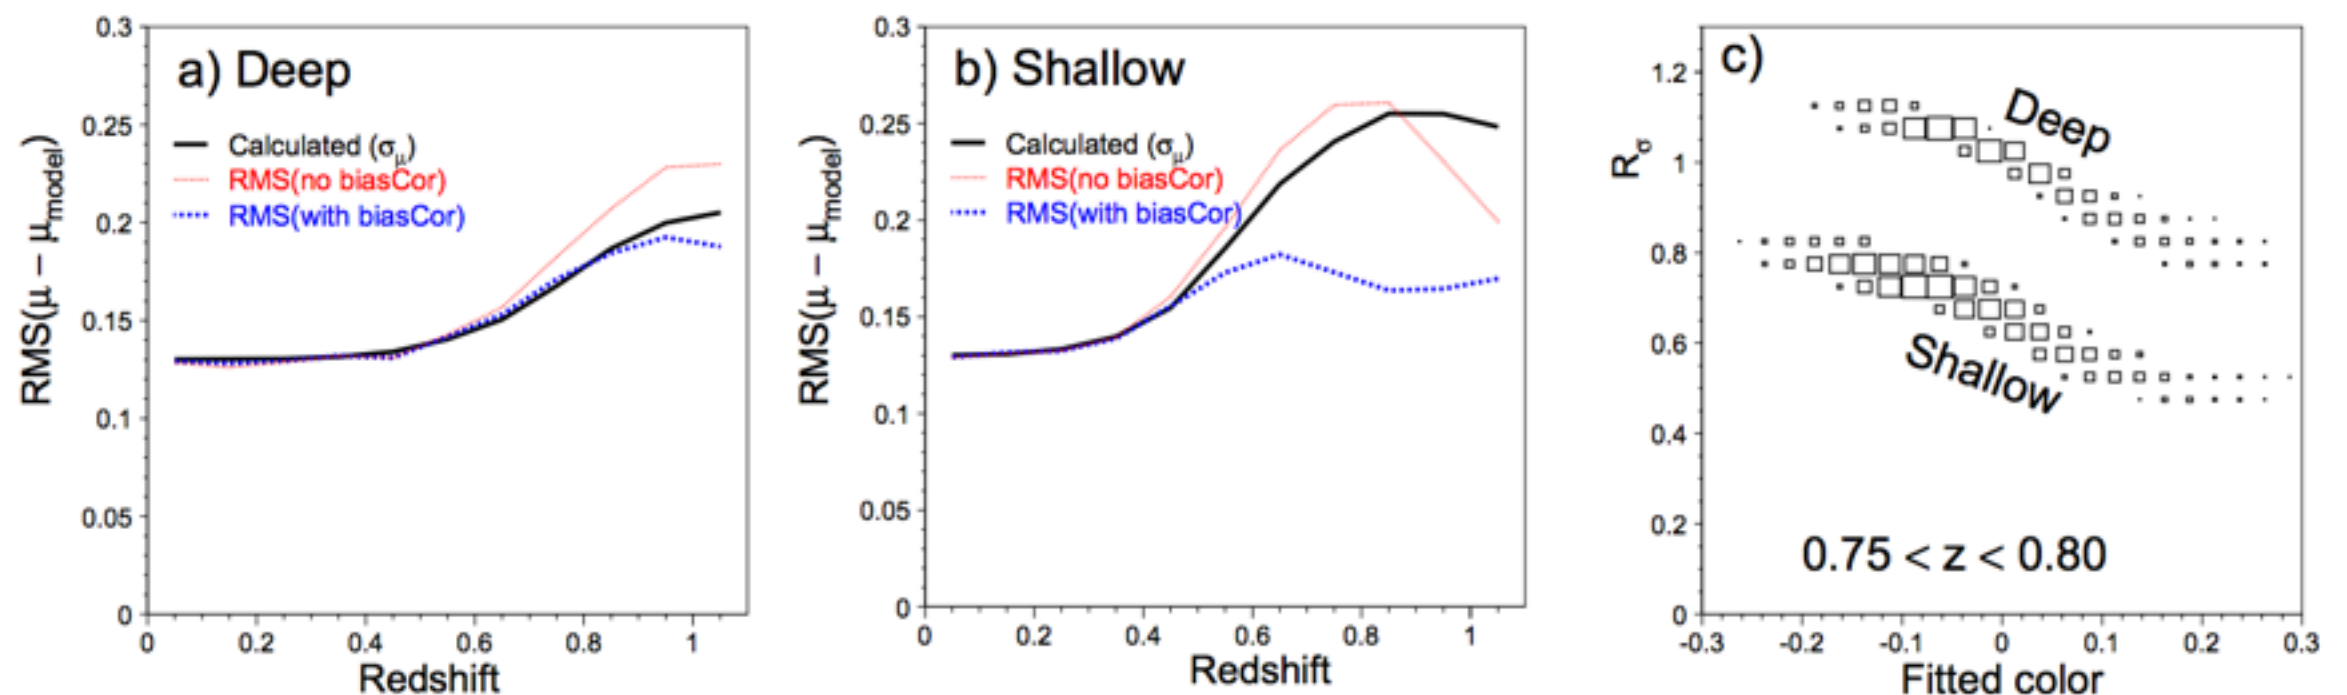 a) Deep
Calculated (σμ)
RMS(no biasCor)
RMS(with biasCor)
RMS(μ − μmodel)
0.3
0.25
0.2
0.15
0.1
0.05
0
0 0.2 0.4 0.6 0.8 1
Redshift
b) Shallow
Calculated (σμ)
RMS(no biasCor)
RMS(with biasCor)
RMS(μ − μmodel)
0.3
0.25
0.2
0.15
0.1
0.05
0
0 0.2 0.4 0.6 0.8 1
Redshift
c)
Deep
Shallow
0.75 < z < 0.80
Rσ
1.2
1
0.8
0.6
0.4
0.2
0
-0.3 -0.2 -0.1 0 0.1 0.2 0.3
Fitted color